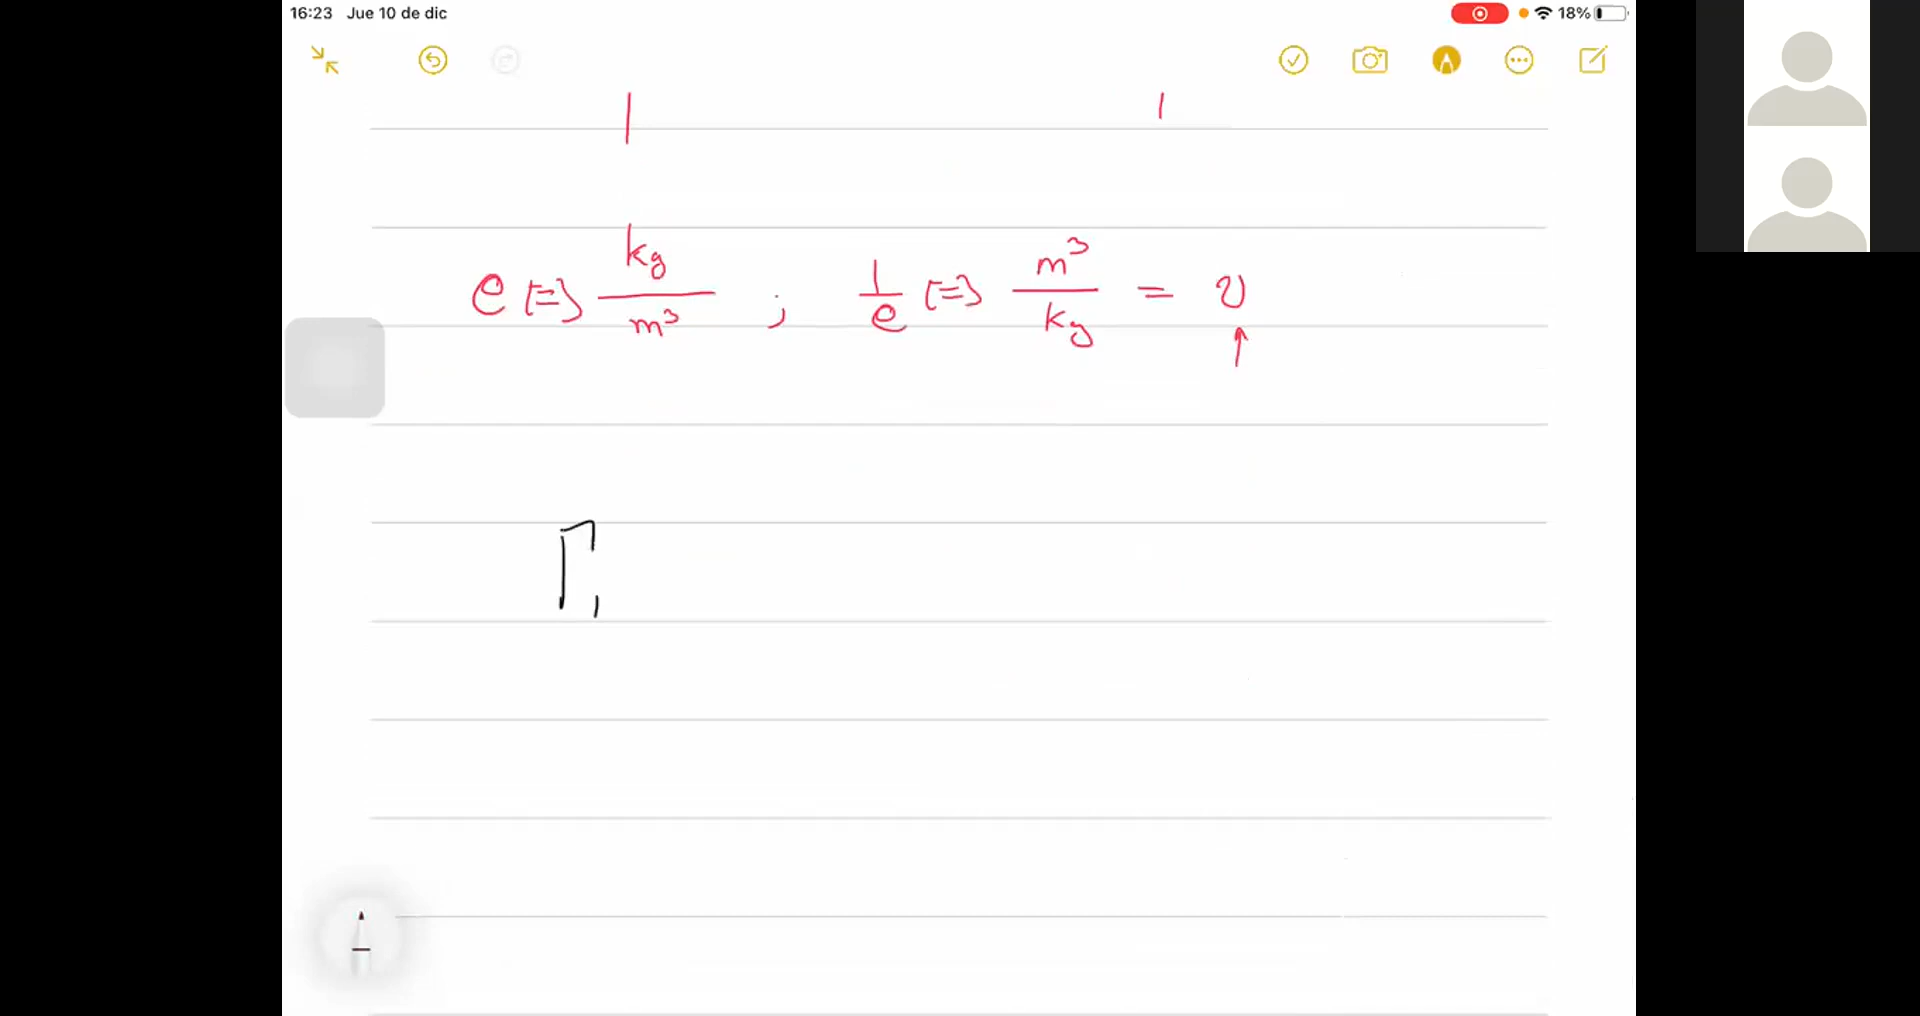 16:23 Jue 10 de dic 18%
ρ [=] kg/m³ ; 1/ρ [=] m³/kg = v